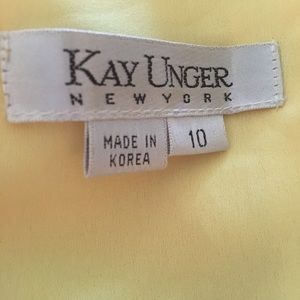 KAY UNGER
NEW YORK
MADE IN
KOREA
10